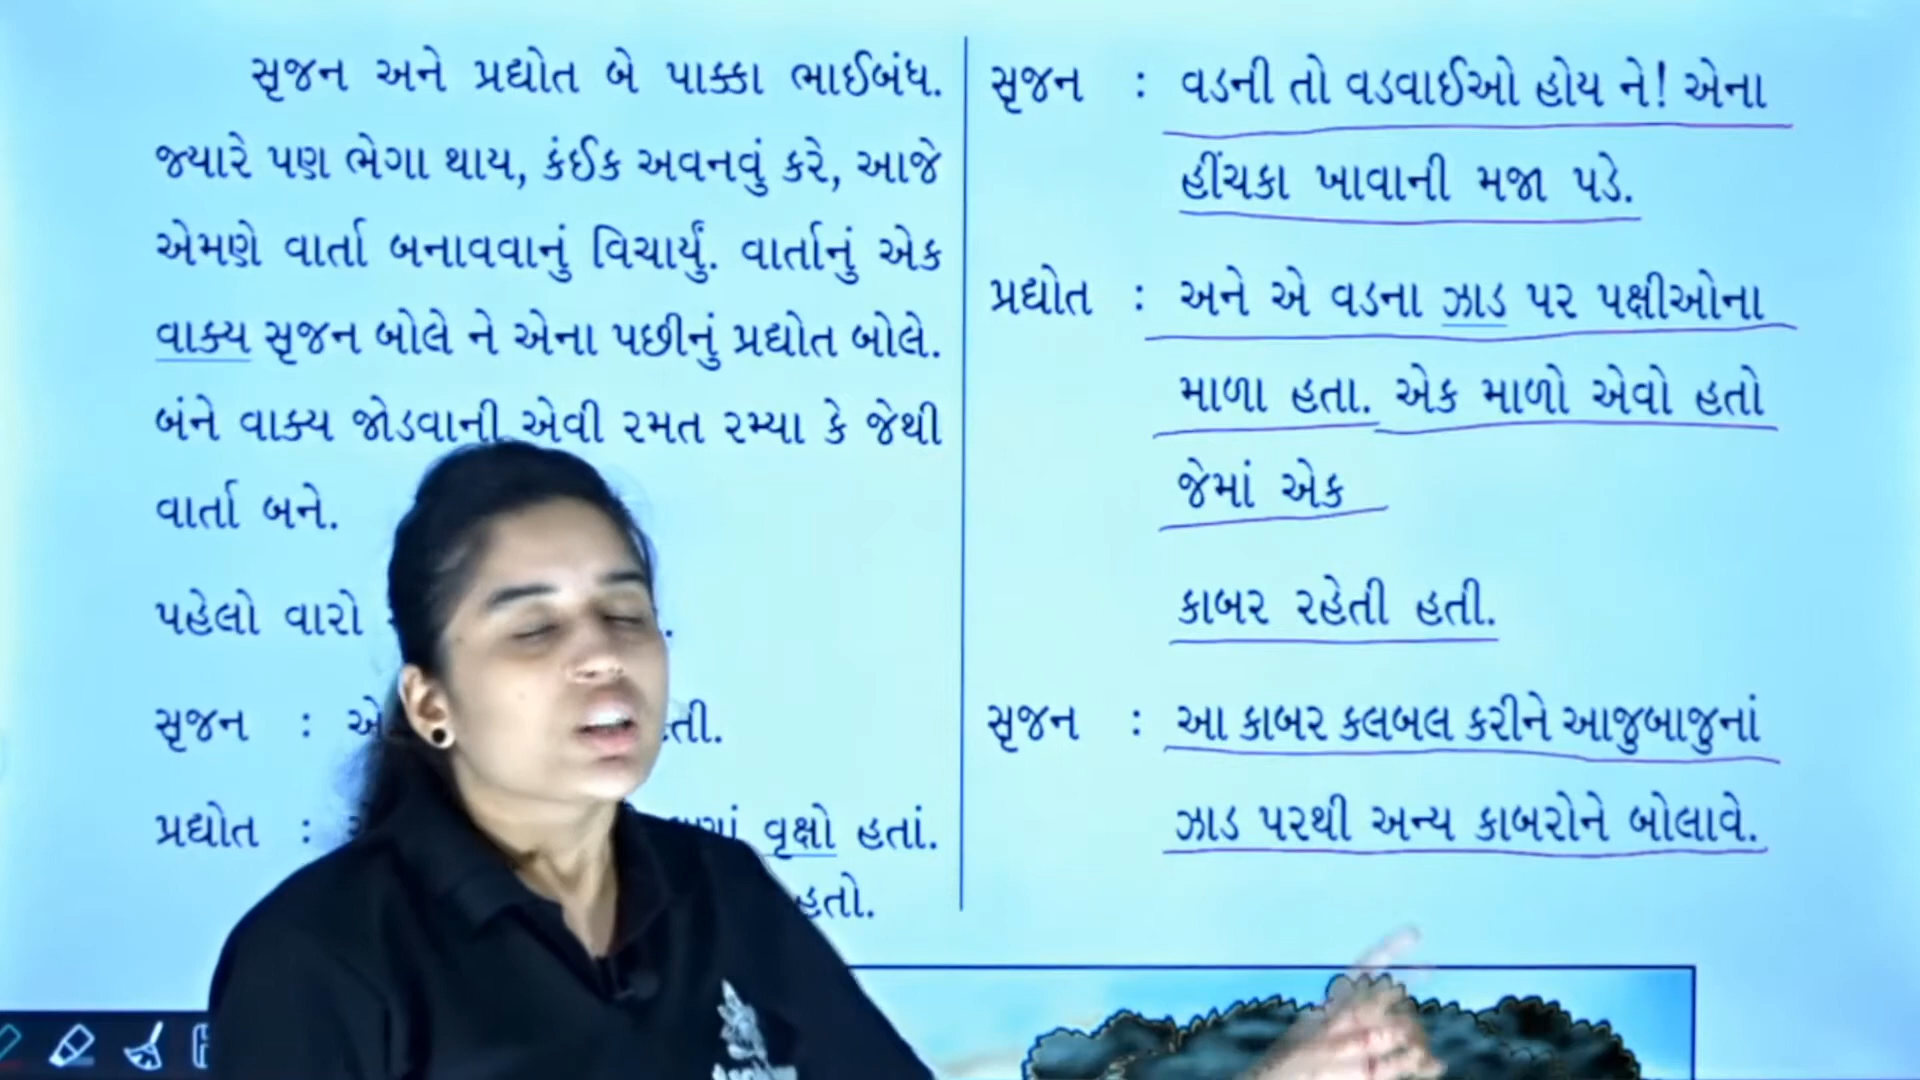 સૃજન અને પ્રદ્યોત બે પાક્કા ભાઈબંધ.
જ્યારે પણ ભેગા થાય, કંઈક અવનવું કરે, આજે
એમણે વાર્તા બનાવવાનું વિચાર્યું. વાર્તાનું એક
વાક્ય સૃજન બોલે ને એના પછીનું પ્રદ્યોત બોલે.
બંને વાક્ય જોડવાની એવી રમત રમ્યા કે જેથી
વાર્તા બને.
પહેલો વારો
સૃજન :
પ્રદ્યોત : વૃક્ષો હતાં.
હતો.
સૃજન : વડની તો વડવાઈઓ હોય ને! એના
હીંચકા ખાવાની મજા પડે.
પ્રદ્યોત : અને એ વડના ઝાડ પર પક્ષીઓના
માળા હતા. એક માળો એવો હતો
જેમાં એક
કાબર રહેતી હતી.
સૃજન : આ કાબર કલબલ કરીને આજુબાજુનાં
ઝાડ પરથી અન્ય કાબરોને બોલાવે.